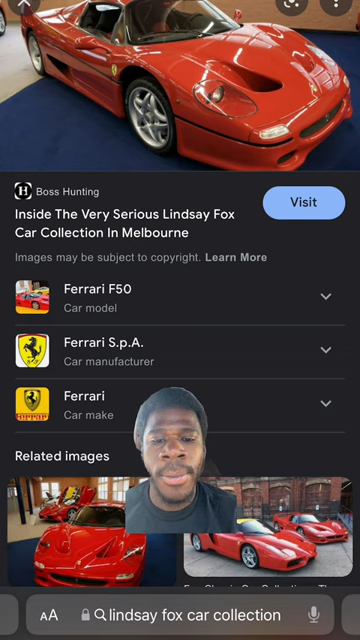 Boss Hunting
Inside The Very Serious Lindsay Fox
Car Collection In Melbourne
Visit
Images may be subject to copyright. Learn More
Ferrari F50
Car model
Ferrari S.p.A.
Car manufacturer
Ferrari
Car make
Related images
AA
lindsay fox car collection